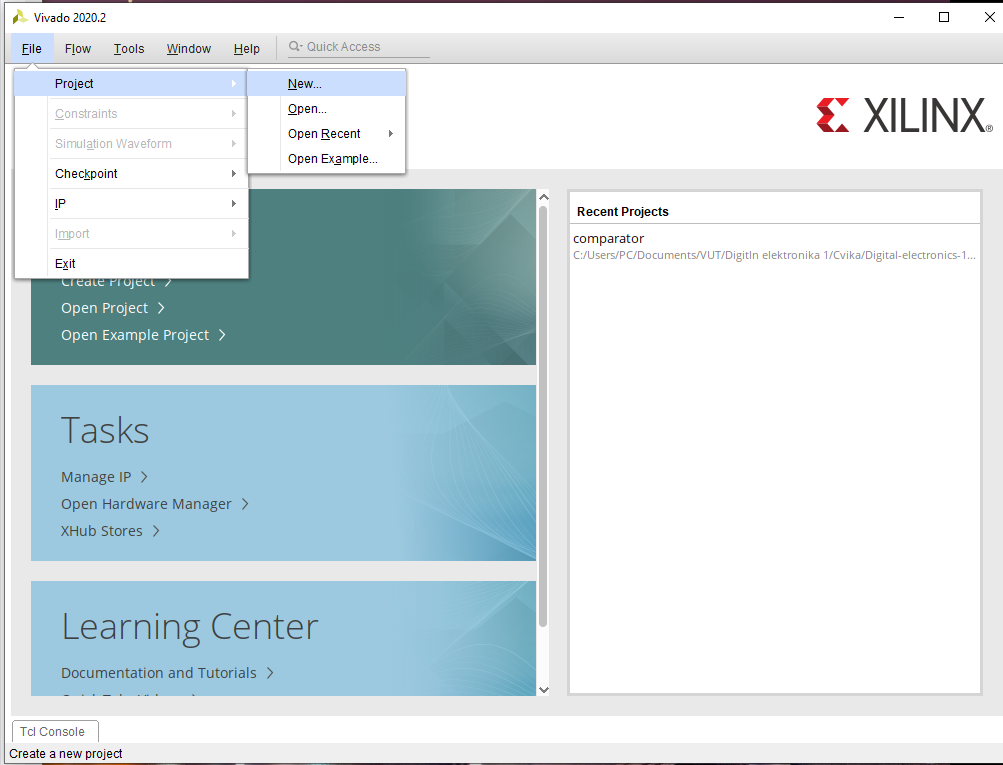 Vivado 2020.2
File Flow Tools Window Help Quick Access
Project
Constraints
Simulation Waveform
Checkpoint
IP
Import
Exit
New...
Open...
Open Recent
Open Example...
XILINX®
Create Project
Open Project
Open Example Project
Tasks
Manage IP
Open Hardware Manager
XHub Stores
Learning Center
Documentation and Tutorials
Recent Projects
comparator
C:/Users/PC/Documents/VUT/DigitIn elektronika 1/Cvika/Digital-electronics-1...
Tcl Console
Create a new project